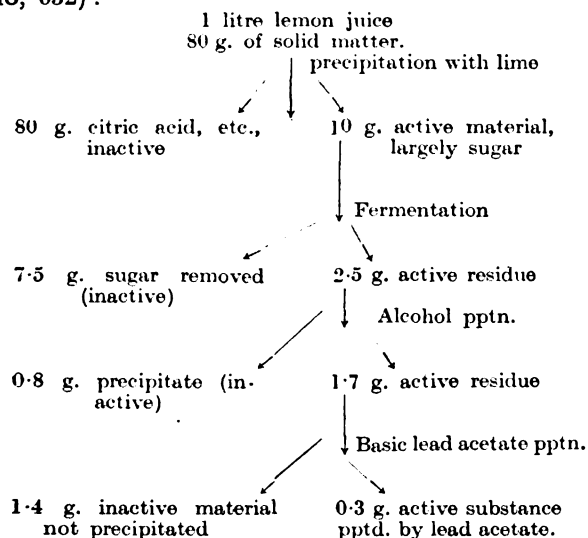 1 litre lemon juice
80 g. of solid matter.
precipitation with lime
80 g. citric acid, etc.,
inactive
10 g. active material,
largely sugar
Fermentation
7·5 g. sugar removed
(inactive)
2·5 g. active residue
Alcohol pptn.
0·8 g. precipitate (in-
active)
1·7 g. active residue
Basic lead acetate pptn.
1·4 g. inactive material
not precipitated
0·3 g. active substance
pptd. by lead acetate.